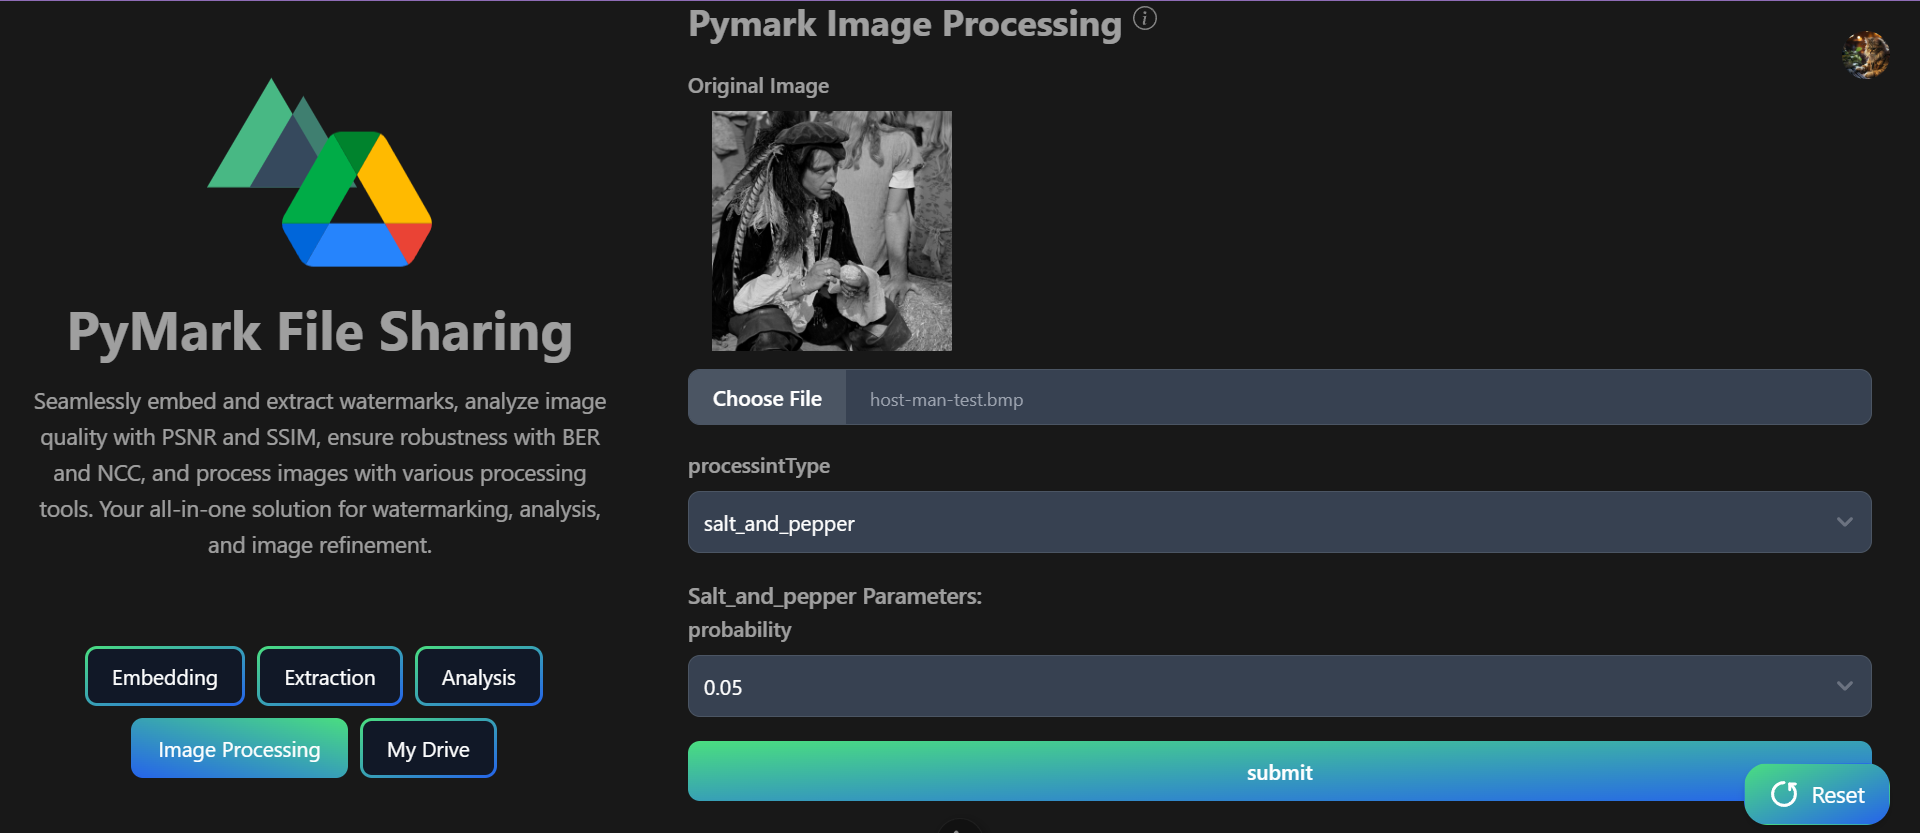 PyMark File Sharing
Seamlessly embed and extract watermarks, analyze image
quality with PSNR and SSIM, ensure robustness with BER
and NCC, and process images with various processing
tools. Your all-in-one solution for watermarking, analysis,
and image refinement.
Embedding
Extraction
Analysis
Image Processing
My Drive
Pymark Image Processing
i
Original Image
Choose File
host-man-test.bmp
processintType
salt_and_pepper
Salt_and_pepper Parameters:
probability
0.05
submit
Reset